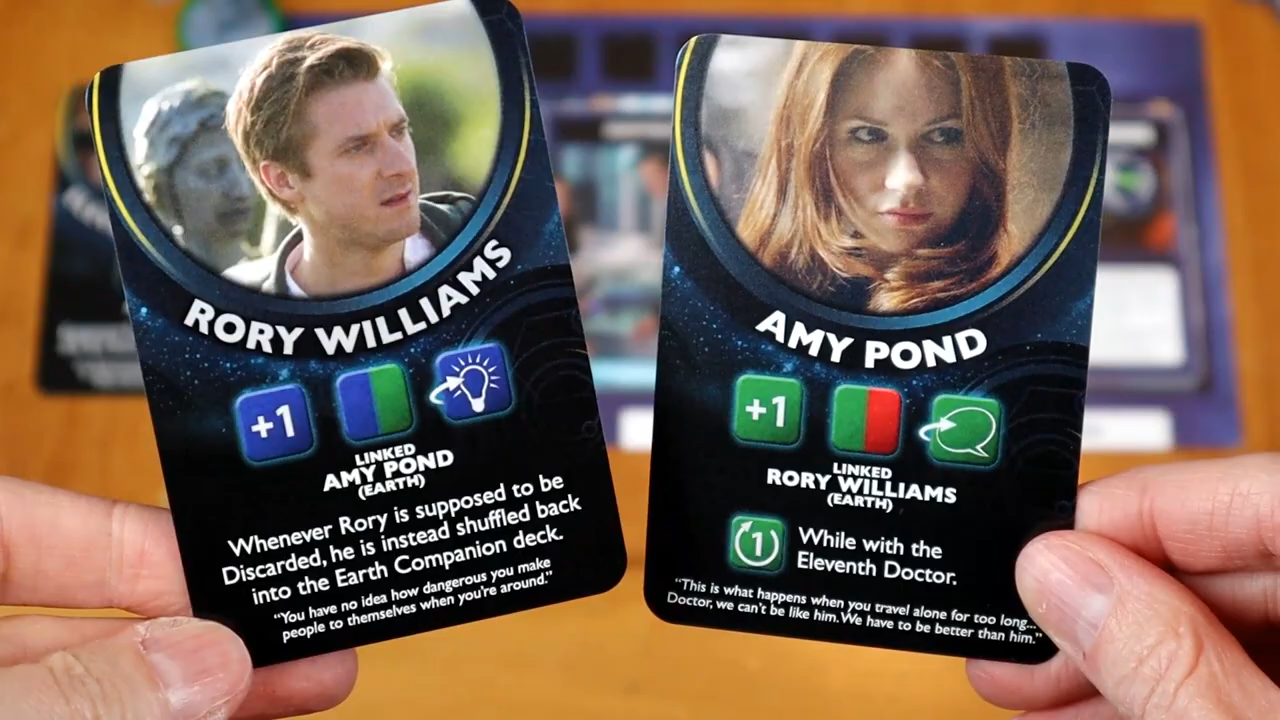 RORY WILLIAMS
+1
LINKED
AMY POND
(EARTH)
Whenever Rory is supposed to be
Discarded, he is instead shuffled back
into the Earth Companion deck.
"You have no idea how dangerous you make
people to themselves when you're around."
AMY POND
+1
LINKED
RORY WILLIAMS
(EARTH)
1
While with the
Eleventh Doctor.
"This is what happens when you travel alone for too long...
Doctor, we can't be like him. We have to be better than him."